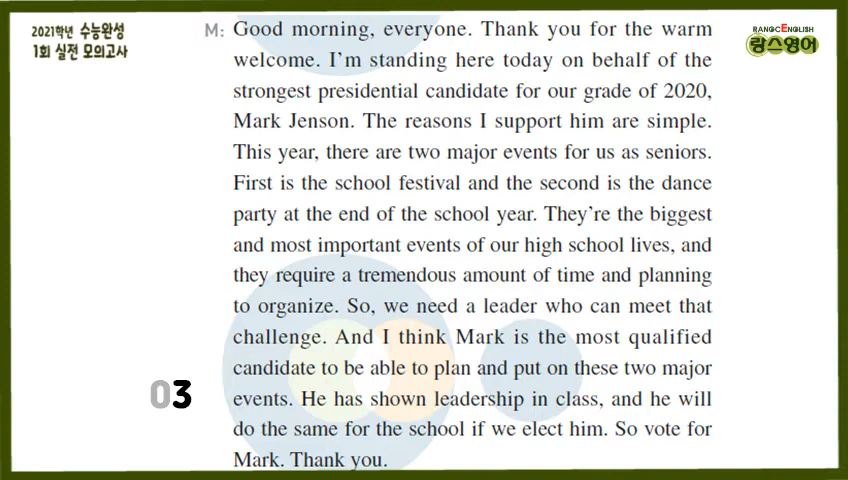 2021학년 수능완성
1회 실전 모의고사
RANGCENGLISH
랑스영어
M: Good morning, everyone. Thank you for the warm
welcome. I'm standing here today on behalf of the
strongest presidential candidate for our grade of 2020,
Mark Jenson. The reasons I support him are simple.
This year, there are two major events for us as seniors.
First is the school festival and the second is the dance
party at the end of the school year. They're the biggest
and most important events of our high school lives, and
they require a tremendous amount of time and planning
to organize. So, we need a leader who can meet that
challenge. And I think Mark is the most qualified
candidate to be able to plan and put on these two major
events. He has shown leadership in class, and he will
do the same for the school if we elect him. So vote for
Mark. Thank you.
03